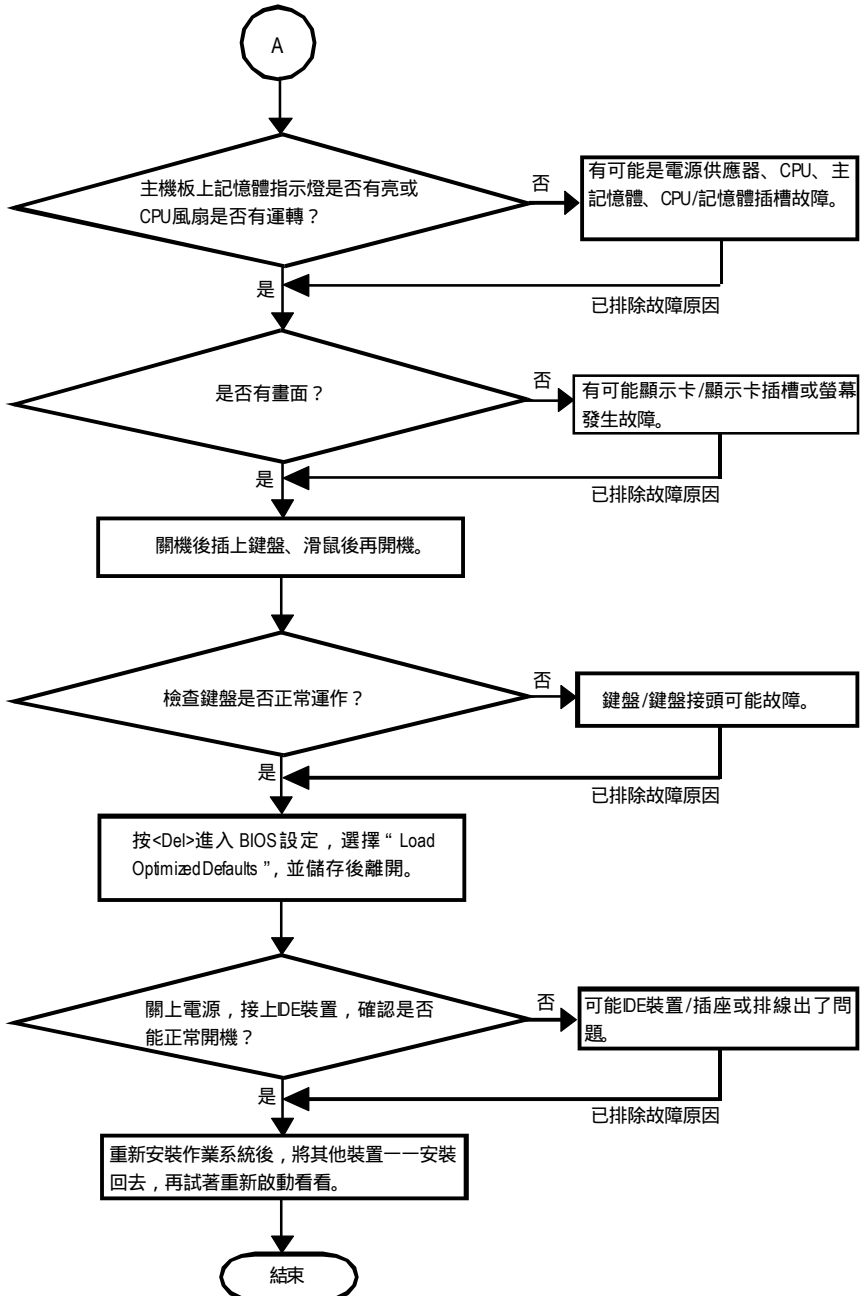 A
主機板上記憶體指示燈是否有亮或
CPU風扇是否有運轉？
否
有可能是電源供應器、CPU、主
記憶體、CPU/記憶體插槽故障。
是
已排除故障原因
是否有畫面？
否
有可能顯示卡/顯示卡插槽或螢幕
發生故障。
是
已排除故障原因
關機後插上鍵盤、滑鼠後再開機。
檢查鍵盤是否正常運作？
否
鍵盤/鍵盤接頭可能故障。
是
已排除故障原因
按<Del>進入 BIOS設定，選擇“ Load
Optimized Defaults ”，並儲存後離開。
關上電源，接上IDE裝置，確認是否
能正常開機？
否
可能IDE裝置/插座或排線出了問
題。
是
已排除故障原因
重新安裝作業系統後，將其他裝置一一安裝
回去，再試著重新啟動看看。
結束